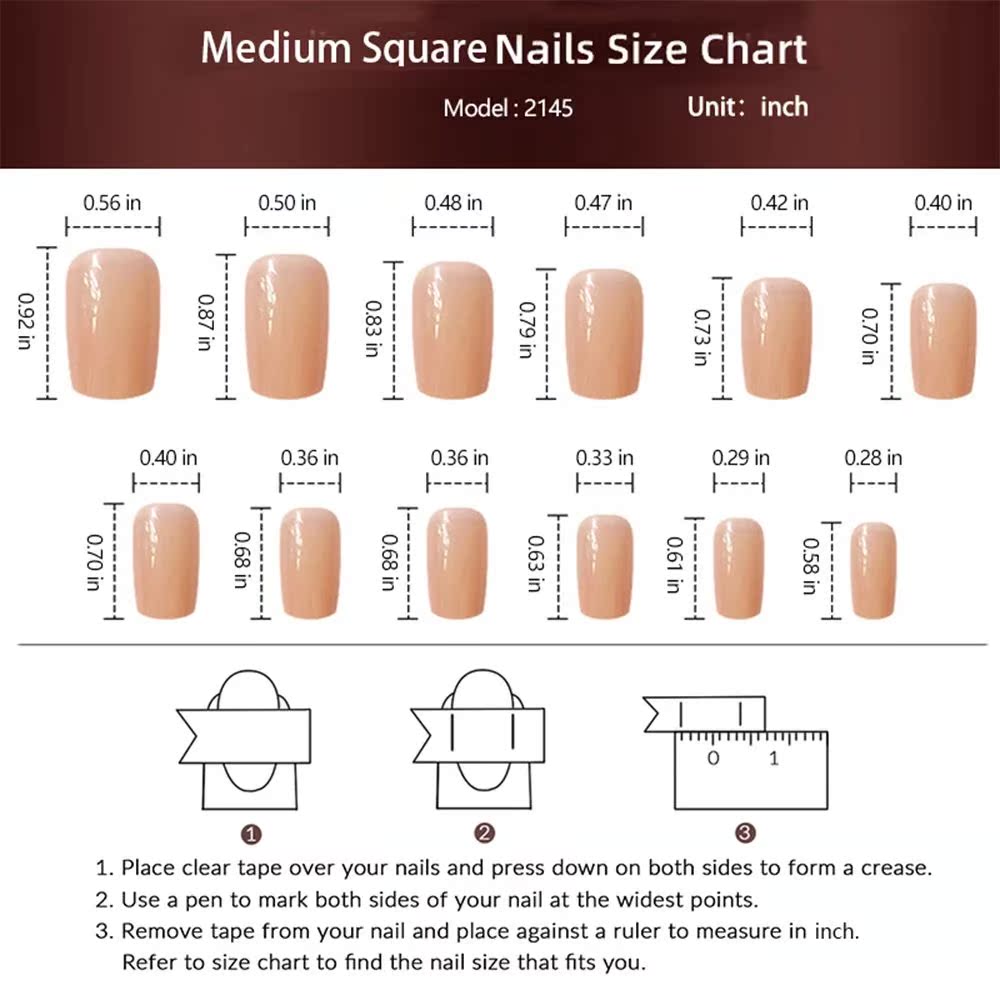 Medium Square Nails Size Chart
Model : 2145 Unit: inch
0.56 in 0.50 in 0.48 in 0.47 in 0.42 in 0.40 in
0.92 in 0.87 in 0.83 in 0.79 in 0.73 in 0.70 in
0.40 in 0.36 in 0.36 in 0.33 in 0.29 in 0.28 in
0.70 in 0.68 in 0.68 in 0.63 in 0.61 in 0.58 in
0 1
1 2 3
1. Place clear tape over your nails and press down on both sides to form a crease.
2. Use a pen to mark both sides of your nail at the widest points.
3. Remove tape from your nail and place against a ruler to measure in inch.
Refer to size chart to find the nail size that fits you.